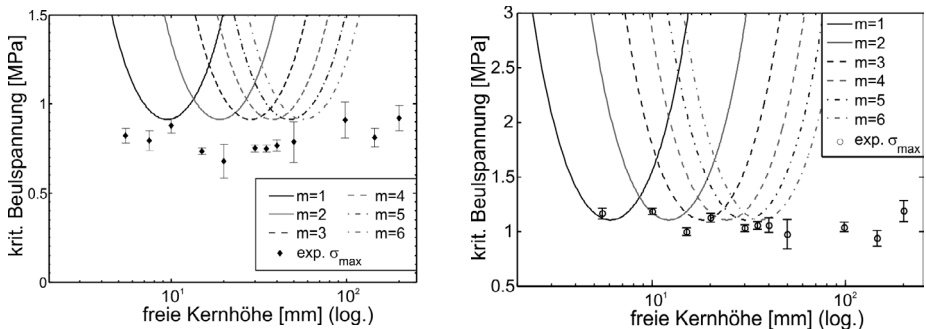 krit. Beulspannung [MPa]
1.5
1
0.5
0
m=1
m=2
m=3
m=4
m=5
m=6
exp. σmax
10¹
10²
freie Kernhöhe [mm] (log.)
krit. Beulspannung [MPa]
3
2.5
2
1.5
1
0.5
m=1
m=2
m=3
m=4
m=5
m=6
exp. σmax
10¹
10²
freie Kernhöhe [mm] (log.)